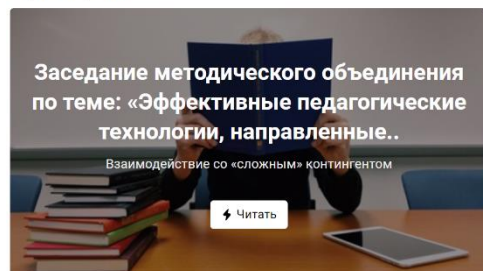 Заседание методического объединения
по теме: «Эффективные педагогические
технологии, направленные..
Взаимодействие со «сложным» контингентом
Читать